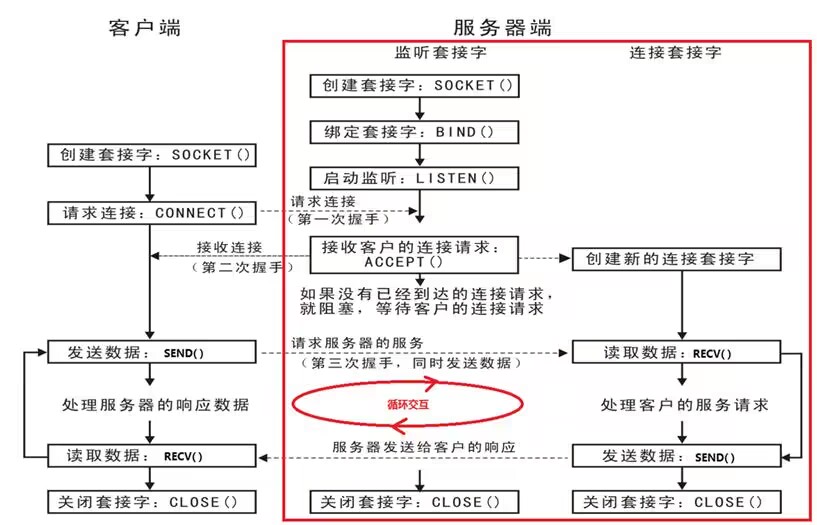 客户端
服务器端
监听套接字
连接套接字
创建套接字：SOCKET()
绑定套接字：BIND()
创建套接字：SOCKET()
启动监听：LISTEN()
请求连接：CONNECT()
请求连接
（第一次握手）
接收连接
（第二次握手）
接收客户的连接请求：
ACCEPT()
创建新的连接套接字
如果没有已经到达的连接请求，
就阻塞，等待客户的连接请求
发送数据：SEND()
请求服务器的服务
（第三次握手，同时发送数据）
读取数据：RECV()
处理服务器的响应数据
循环交互
处理客户的服务请求
读取数据：RECV()
服务器发送给客户的响应
发送数据：SEND()
关闭套接字：CLOSE()
关闭套接字：CLOSE()
关闭套接字：CLOSE()